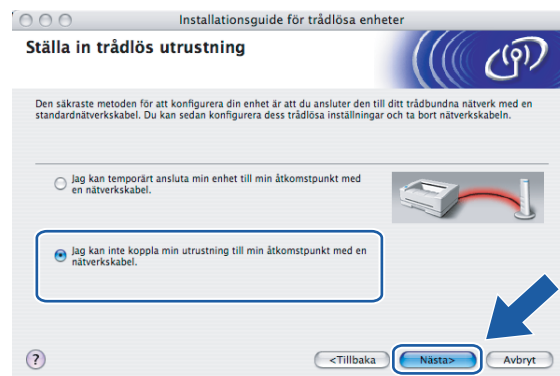 Installationsguide för trådlösa enheter
Ställa in trådlös utrustning
Den säkraste metoden för att konfigurera din enhet är att du ansluter den till ditt trådbundna nätverk med en
standardnätverkskabel. Du kan sedan konfigurera dess trådlösa inställningar och ta bort nätverkskabeln.
Jag kan temporärt ansluta min enhet till min åtkomstpunkt med
en nätverkskabel.
Jag kan inte koppla min utrustning till min åtkomstpunkt med en
nätverkskabel.
?
<Tillbaka
Nästa>
Avbryt